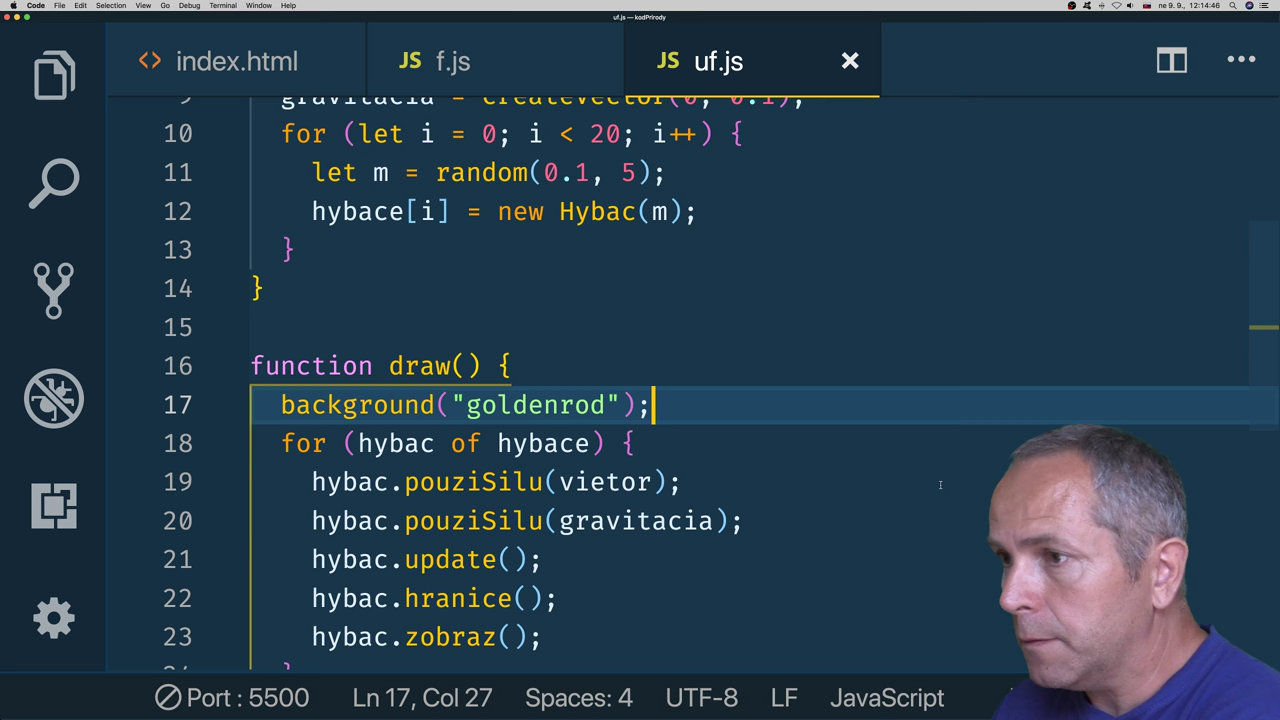 Code File Edit Selection View Go Debug Terminal Window Help ne 9. 9., 12:14:46
uf.js — kodPrirody
index.html JS f.js JS uf.js
9 gravitacia = createVector(0, 0.1);
10 for (let i = 0; i < 20; i++) {
11 let m = random(0.1, 5);
12 hybace[i] = new Hybac(m);
13 }
14 }
15
16 function draw() {
17 background("goldenrod");
18 for (hybac of hybace) {
19 hybac.pouziSilu(vietor);
20 hybac.pouziSilu(gravitacia);
21 hybac.update();
22 hybac.hranice();
23 hybac.zobraz();
24 }
Port : 5500 Ln 17, Col 27 Spaces: 4 UTF-8 LF JavaScript